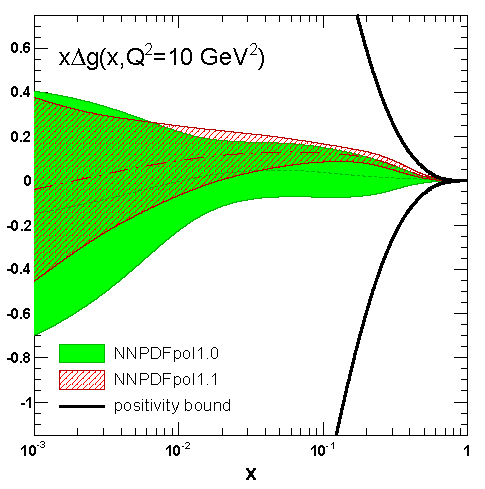 xΔg(x,Q²=10 GeV²)
0.6
0.4
0.2
0
-0.2
-0.4
-0.6
-0.8
-1
NNPDFpol1.0
NNPDFpol1.1
positivity bound
10⁻³
10⁻²
10⁻¹
1
x